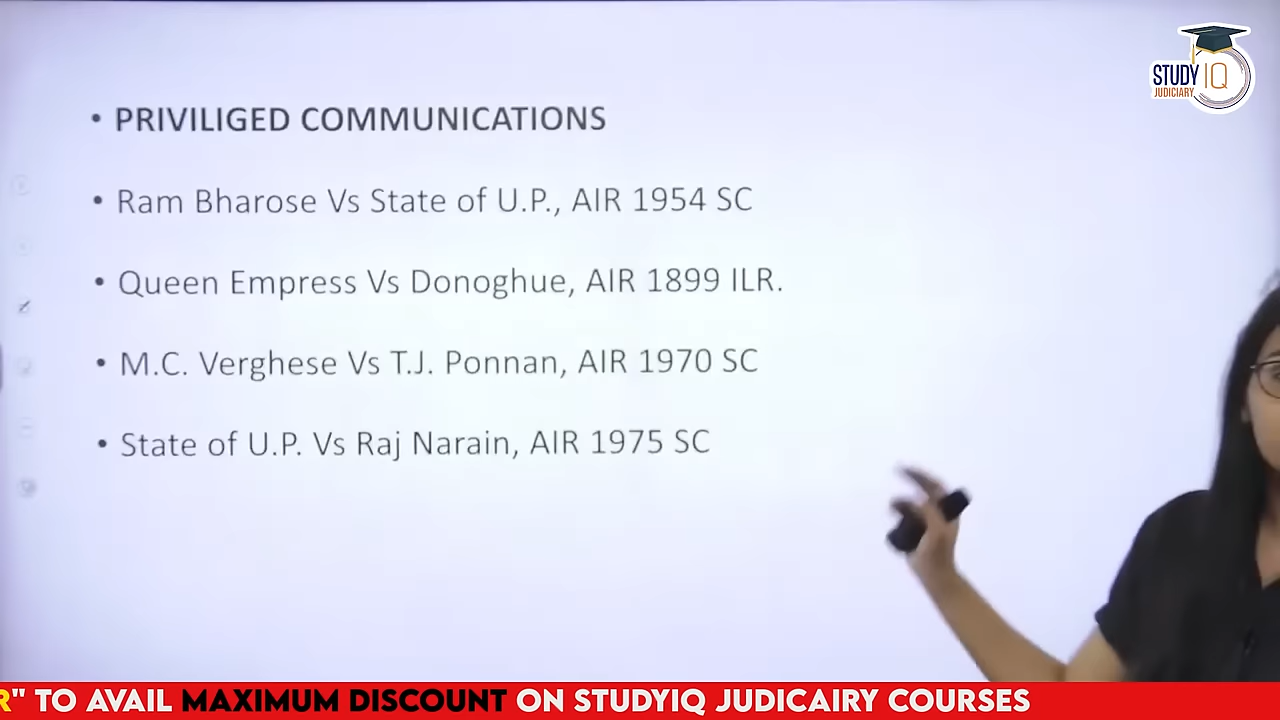 STUDY IQ
JUDICIARY
• PRIVILIGED COMMUNICATIONS
• Ram Bharose Vs State of U.P., AIR 1954 SC
• Queen Empress Vs Donoghue, AIR 1899 ILR.
• M.C. Verghese Vs T.J. Ponnan, AIR 1970 SC
• State of U.P. Vs Raj Narain, AIR 1975 SC
R" TO AVAIL MAXIMUM DISCOUNT ON STUDYIQ JUDICAIRY COURSES